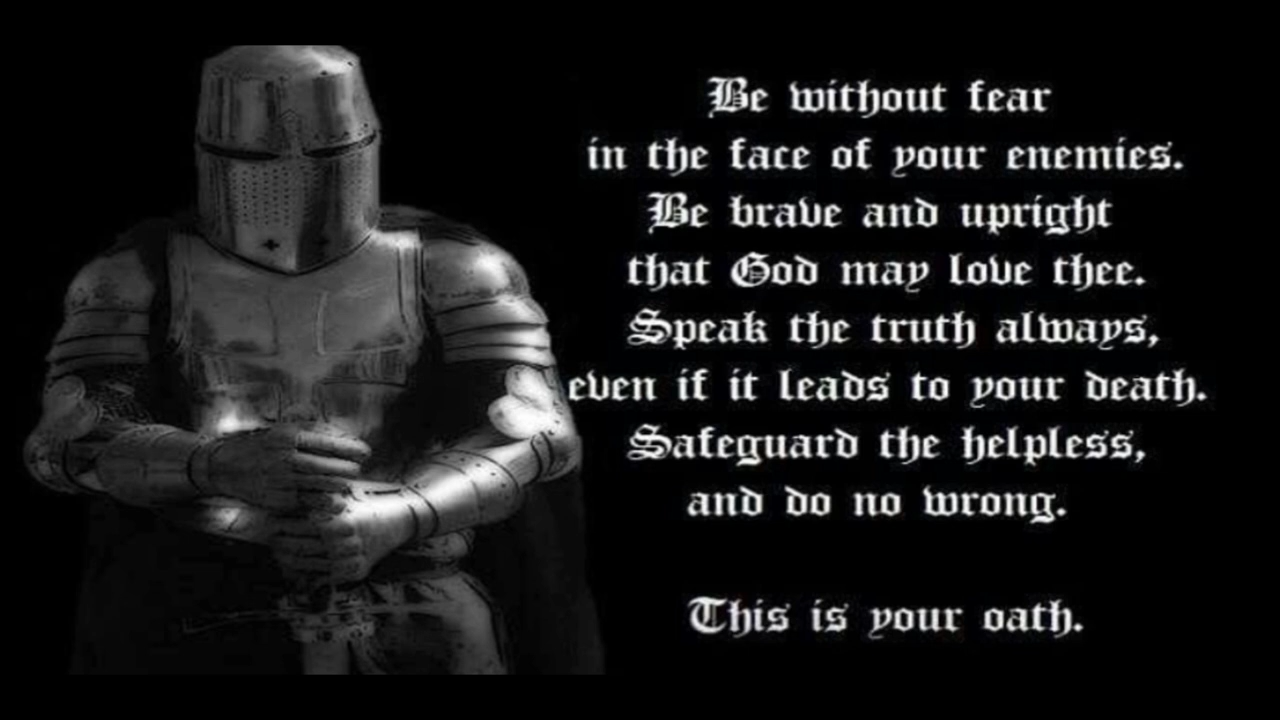 Be without fear
in the face of your enemies.
Be brave and upright
that God may love thee.
Speak the truth always,
even if it leads to your death.
Safeguard the helpless,
and do no wrong.
This is your oath.